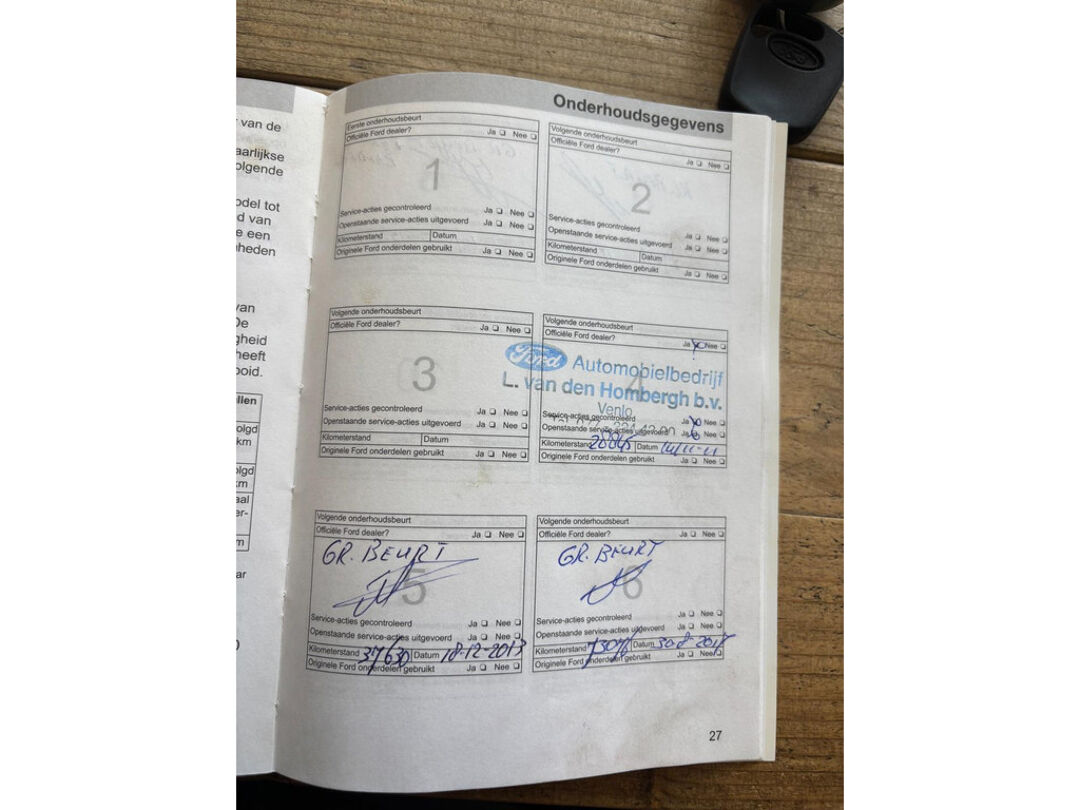 van de
aarlijkse
olgende
odel tot
d van
e een
heden
van
De
gheid
heeft
ooid.
llen
olgd
km
olgd
km
aal
er-
m
ar
Onderhoudsgegevens
Eerste onderhoudsbeurt
Officiële Ford dealer? Ja Nee
1
Service-acties gecontroleerd Ja Nee
Openstaande service-acties uitgevoerd Ja Nee
Kilometerstand Datum
Originele Ford onderdelen gebruikt Ja Nee
Volgende onderhoudsbeurt
Officiële Ford dealer? Ja Nee
2
Service-acties gecontroleerd Ja Nee
Openstaande service-acties uitgevoerd Ja Nee
Kilometerstand Datum
Originele Ford onderdelen gebruikt Ja Nee
Volgende onderhoudsbeurt
Officiële Ford dealer? Ja Nee
3
Service-acties gecontroleerd Ja Nee
Openstaande service-acties uitgevoerd Ja Nee
Kilometerstand Datum
Originele Ford onderdelen gebruikt Ja Nee
Volgende onderhoudsbeurt
Officiële Ford dealer? Ja Nee
4
Ford Automobielbedrijf
L. van den Hombergh b.v.
Venlo
Service-acties gecontroleerd Ja Nee
Openstaande service-acties uitgevoerd Ja Nee
Kilometerstand Datum
Originele Ford onderdelen gebruikt Ja Nee
Volgende onderhoudsbeurt
Officiële Ford dealer? Ja Nee
GR. BEURT
5
Service-acties gecontroleerd Ja Nee
Openstaande service-acties uitgevoerd Ja Nee
Kilometerstand 37630 Datum 18-12-2013
Originele Ford onderdelen gebruikt Ja Nee
Volgende onderhoudsbeurt
Officiële Ford dealer? Ja Nee
GR. BEURT
6
Service-acties gecontroleerd Ja Nee
Openstaande service-acties uitgevoerd Ja Nee
Kilometerstand 73076 Datum
Originele Ford onderdelen gebruikt Ja Nee
27